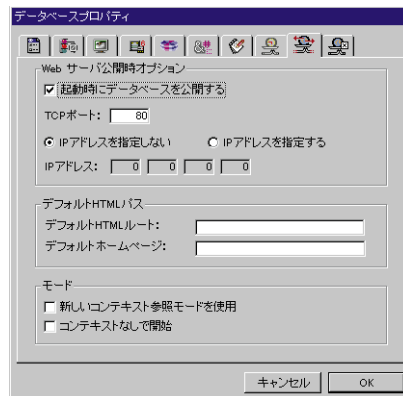 データベースプロパティ
Web サーバ公開時オプション
起動時にデータベースを公開する
TCPポート： 80
IPアドレスを指定しない IPアドレスを指定する
IPアドレス： 0 0 0 0
デフォルトHTMLパス
デフォルトHTMLルート：
デフォルトホームページ：
モード
新しいコンテキスト参照モードを使用
コンテキストなしで開始
キャンセル OK